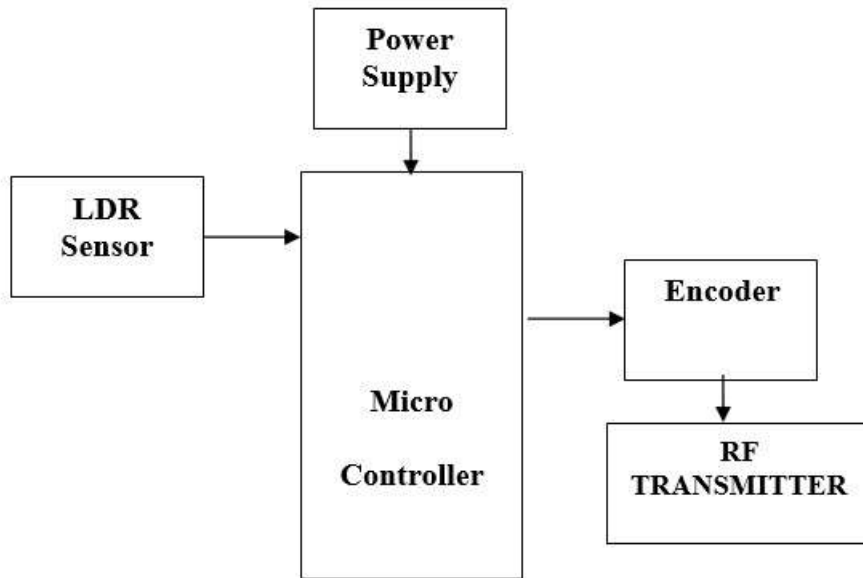 Power
Supply
LDR
Sensor
Encoder
Micro
Controller
RF
TRANSMITTER